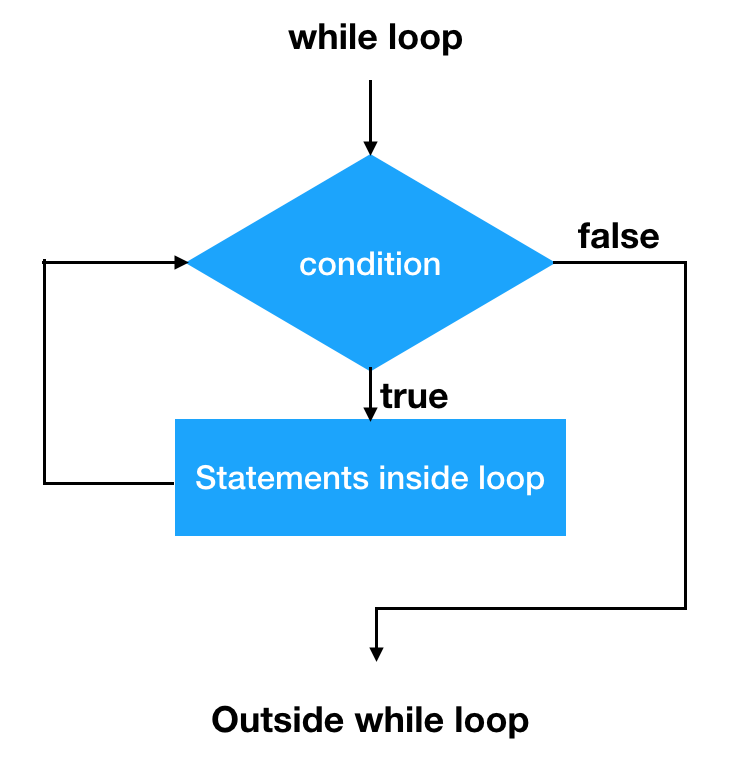 while loop
condition
false
true
Statements inside loop
Outside while loop